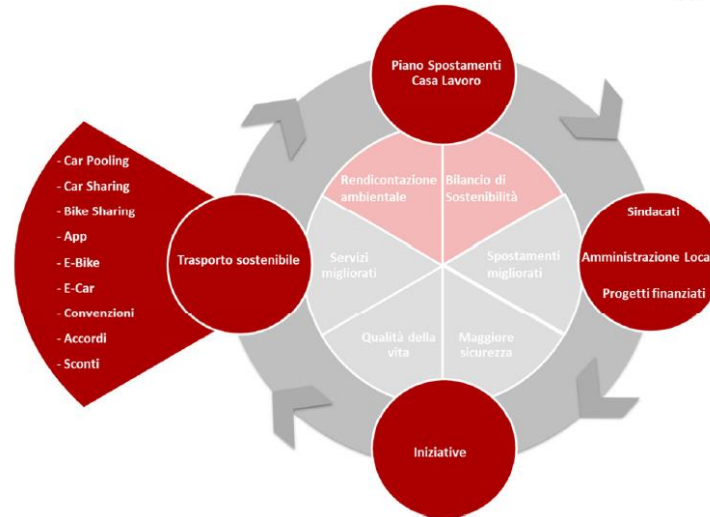 Piano Spostamenti
Casa Lavoro
- Car Pooling
- Car Sharing
- Bike Sharing
- App
- E-Bike
- E-Car
- Convenzioni
- Accordi
- Sconti
Trasporto sostenibile
Rendicontazione
ambientale
Bilancio di
Sostenibilità
Servizi
migliorati
Spostamenti
migliorati
Qualità della
vita
Maggiore
sicurezza
Sindacati
Amministrazione Loca
Progetti finanziati
Iniziative